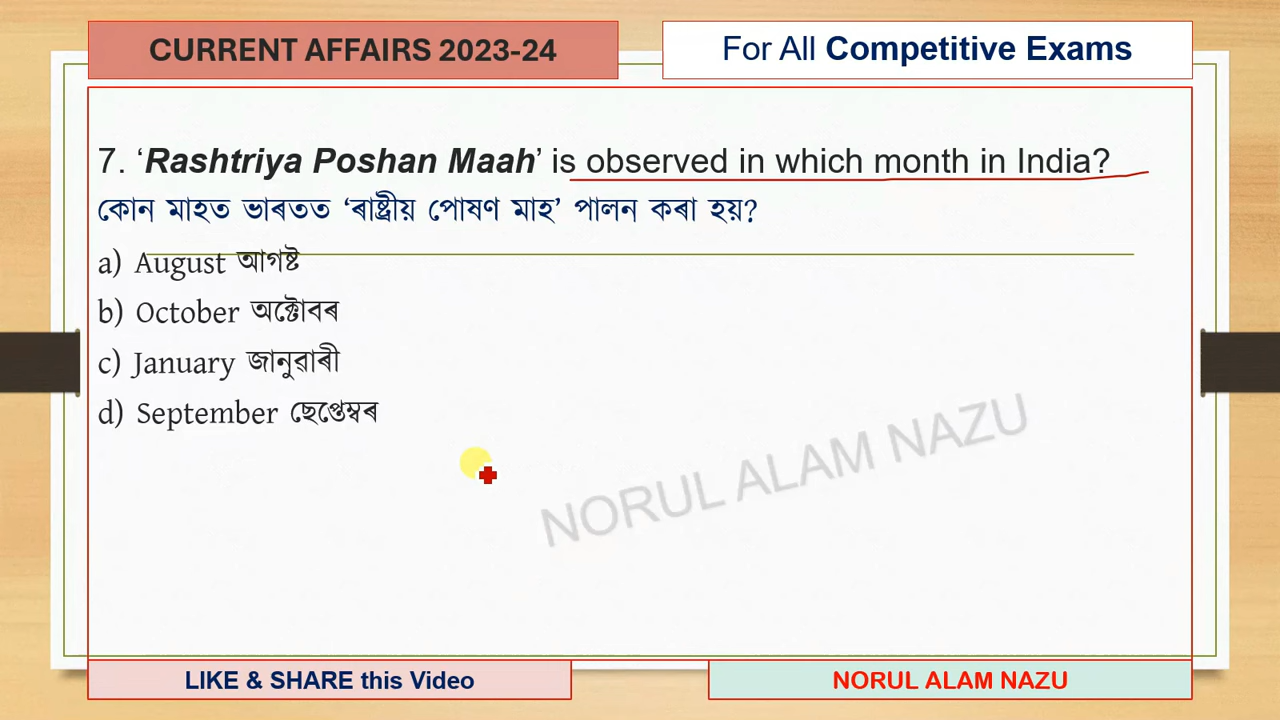 CURRENT AFFAIRS 2023-24
For All Competitive Exams
7. ‘Rashtriya Poshan Maah’ is observed in which month in India?
কোন মাহত ভাৰতত ‘ৰাষ্ট্ৰীয় পোষণ মাহ’ পালন কৰা হয়?
a) August আগষ্ট
b) October অক্টোবৰ
c) January জানুৱাৰী
d) September ছেপ্তেম্বৰ
NORUL ALAM NAZU
LIKE & SHARE this Video
NORUL ALAM NAZU